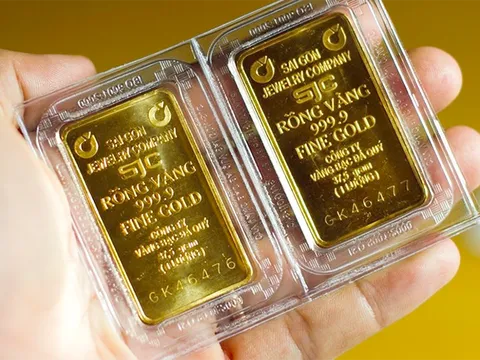 SAIGON
JEWELRY COMPANY
SJC
RỒNG VÀNG
999.9
FINE GOLD
CÔNG TY
VÀNG BẠC ĐÁ QUÝ
37,5 gram
(1 LƯỢNG)
GK46476
SAIGON
JEWELRY COMPANY
SJC
RỒNG VÀNG
999.9
FINE GOLD
CÔNG TY
VÀNG BẠC ĐÁ QUÝ
37,5 gram
(1 LƯỢNG)
GK46477